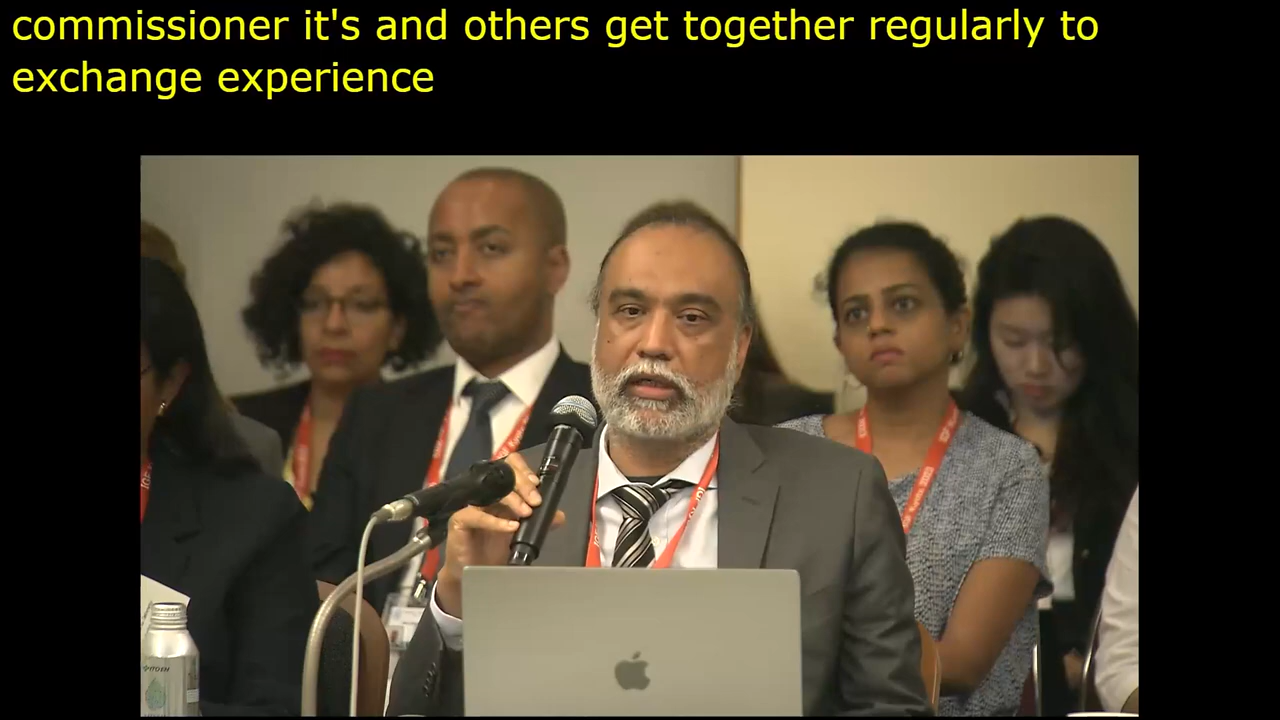 commissioner it's and others get together regularly to
exchange experience